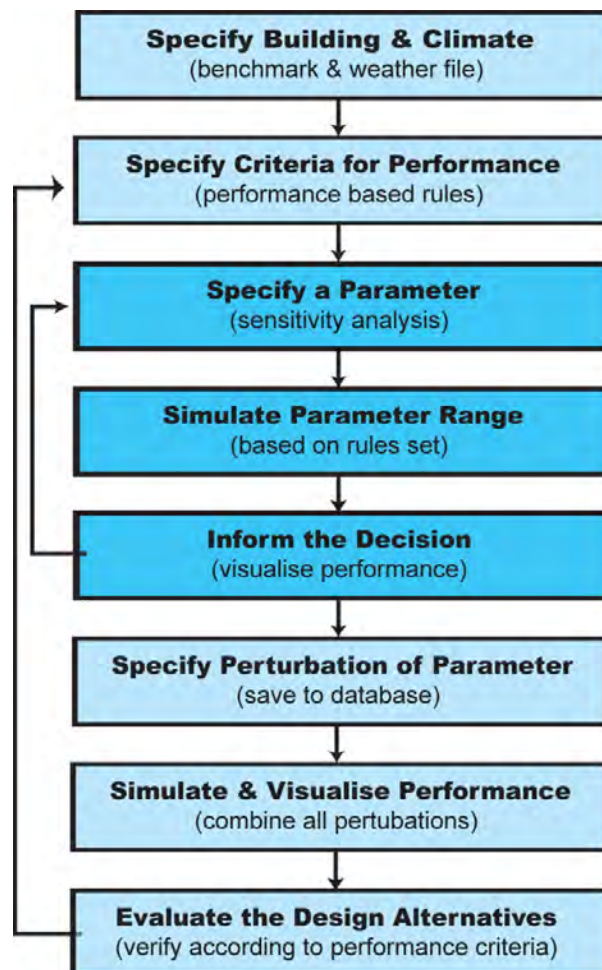 Specify Building & Climate
(benchmark & weather file)
Specify Criteria for Performance
(performance based rules)
Specify a Parameter
(sensitivity analysis)
Simulate Parameter Range
(based on rules set)
Inform the Decision
(visualise performance)
Specify Perturbation of Parameter
(save to database)
Simulate & Visualise Performance
(combine all pertubations)
Evaluate the Design Alternatives
(verify according to performance criteria)